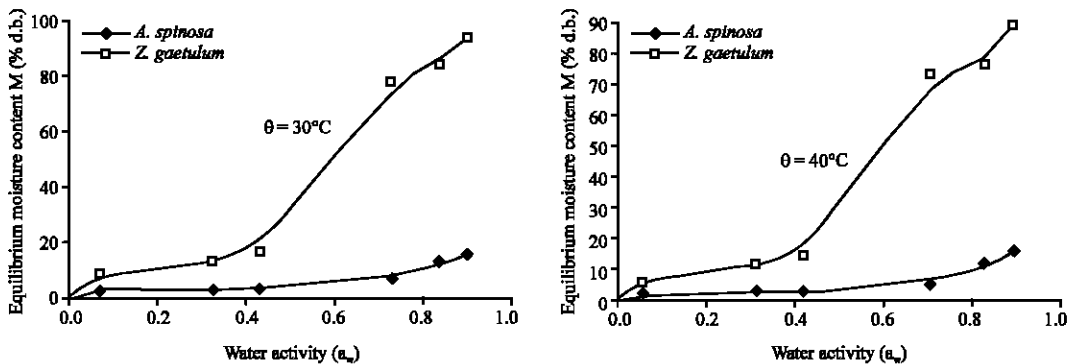 100
80
60
40
20
0
Equilibrium moisture content M (% d.b.)
A. spinosa
Z. gaetulum
θ = 30°C
0.0 0.2 0.4 0.6 0.8 1.0
Water activity (aw)
90
80
70
60
50
40
30
20
10
0
Equilibrium moisture content M (% d.b.)
A. spinosa
Z. gaetulum
θ = 40°C
0.0 0.2 0.4 0.6 0.8 1.0
Water activity (aw)